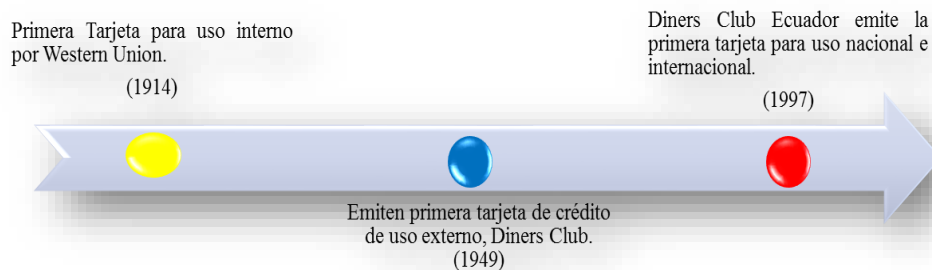 Primera Tarjeta para uso interno
por Western Union.
(1914)
Emiten primera tarjeta de crédito
de uso externo, Diners Club.
(1949)
Diners Club Ecuador emite la
primera tarjeta para uso nacional e
internacional.
(1997)